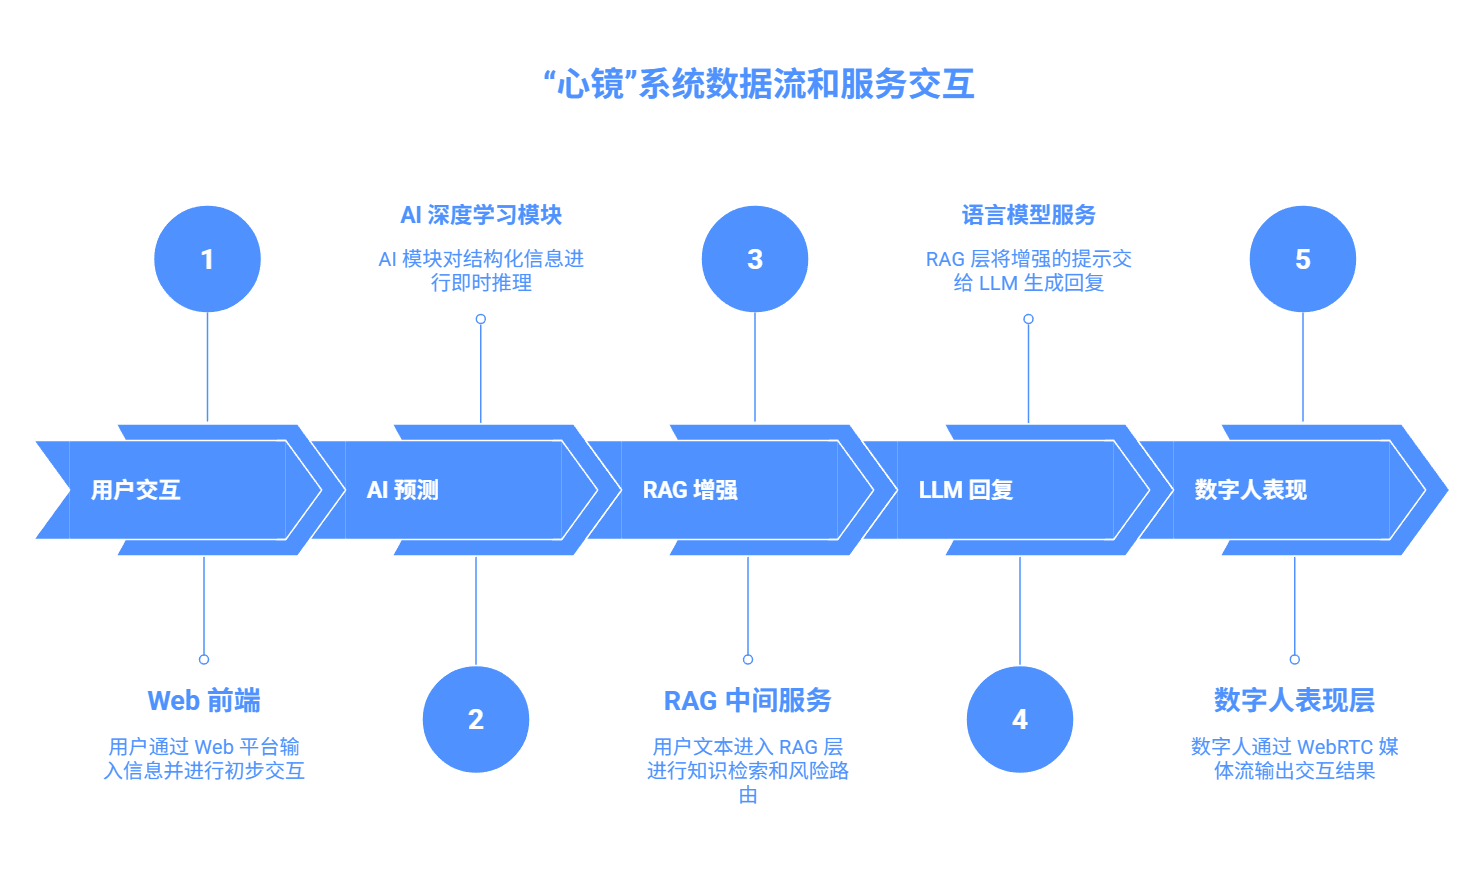 “心镜”系统数据流和服务交互
1
AI 深度学习模块
AI 模块对结构化信息进
行即时推理
3
语言模型服务
RAG 层将增强的提示交
给 LLM 生成回复
5
用户交互
AI 预测
RAG 增强
LLM 回复
数字人表现
Web 前端
用户通过 Web 平台输
入信息并进行初步交互
2
RAG 中间服务
用户文本进入 RAG 层
进行知识检索和风险路
由
4
数字人表现层
数字人通过 WebRTC 媒
体流输出交互结果